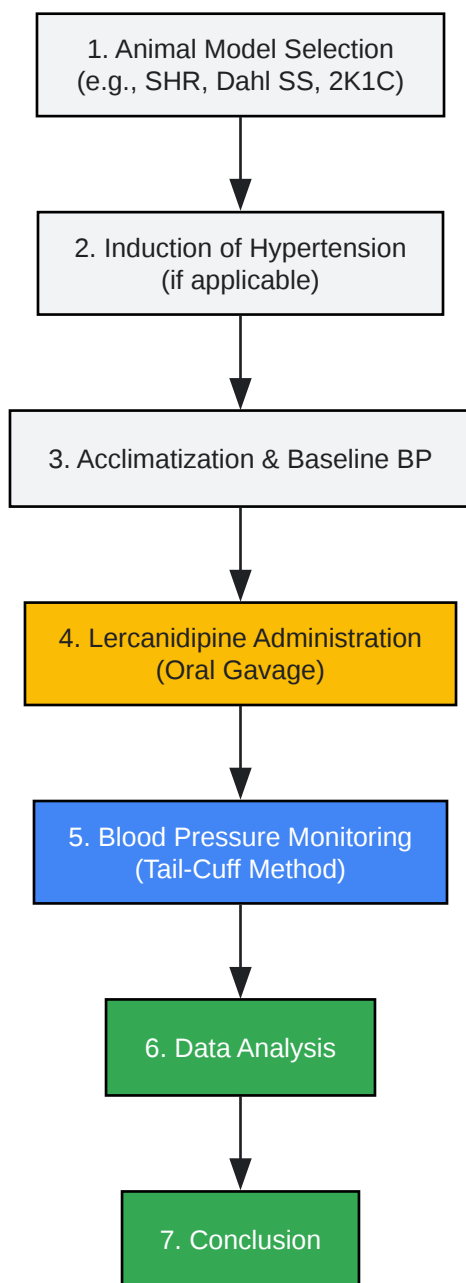 1. Animal Model Selection
(e.g., SHR, Dahl SS, 2K1C)
2. Induction of Hypertension
(if applicable)
3. Acclimatization & Baseline BP
4. Lercanidipine Administration
(Oral Gavage)
5. Blood Pressure Monitoring
(Tail-Cuff Method)
6. Data Analysis
7. Conclusion